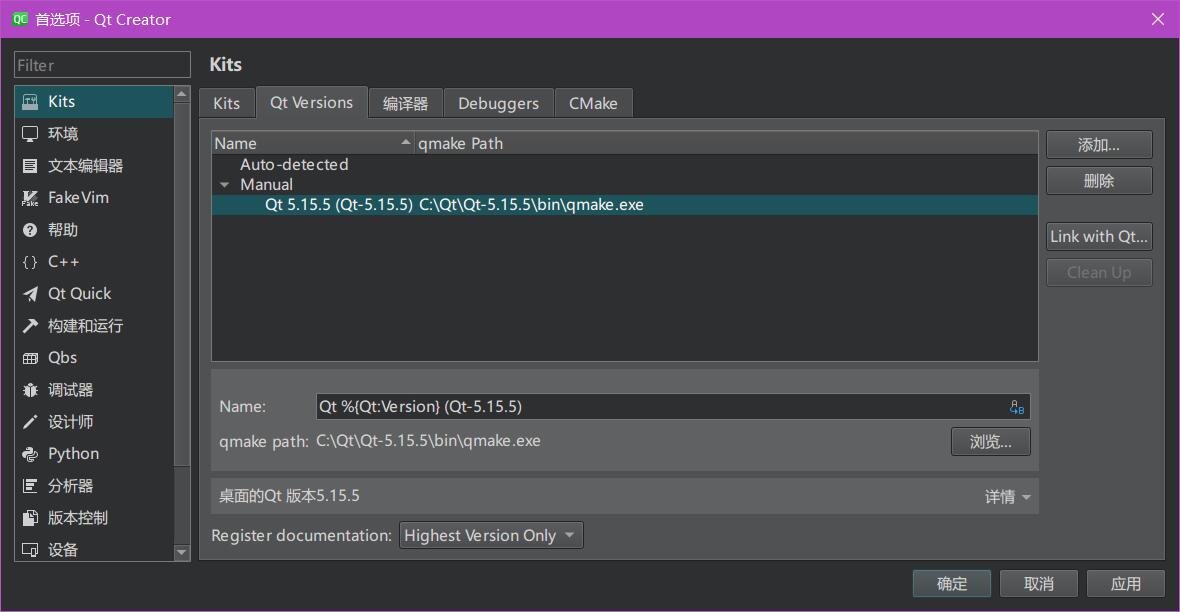 首选项 - Qt Creator
Filter
Kits
环境
文本编辑器
FakeVim
帮助
C++
Qt Quick
构建和运行
Qbs
调试器
设计师
Python
分析器
版本控制
设备
Kits
Kits Qt Versions 编译器 Debuggers CMake
Name qmake Path
Auto-detected
Manual
Qt 5.15.5 (Qt-5.15.5) C:\Qt\Qt-5.15.5\bin\qmake.exe
添加...
删除
Link with Qt...
Clean Up
Name: Qt %{Qt:Version} (Qt-5.15.5)
qmake path: C:\Qt\Qt-5.15.5\bin\qmake.exe 浏览...
桌面的Qt 版本5.15.5 详情
Register documentation: Highest Version Only
确定 取消 应用